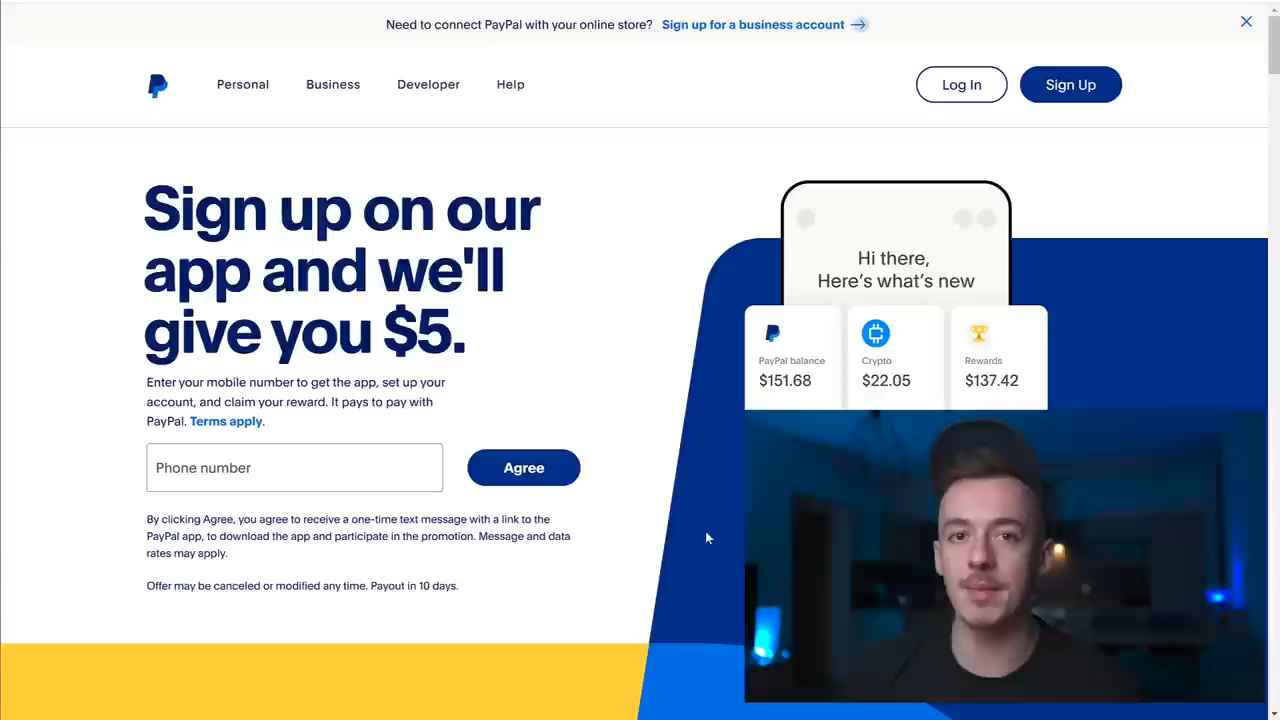 Need to connect PayPal with your online store? Sign up for a business account
Personal Business Developer Help
Log In Sign Up
Sign up on our
app and we'll
give you $5.
Enter your mobile number to get the app, set up your
account, and claim your reward. It pays to pay with
PayPal. Terms apply.
Phone number
Agree
By clicking Agree, you agree to receive a one-time text message with a link to the
PayPal app, to download the app and participate in the promotion. Message and data
rates may apply.
Offer may be canceled or modified any time. Payout in 10 days.
Hi there,
Here’s what’s new
PayPal balance
$151.68
Crypto
$22.05
Rewards
$137.42